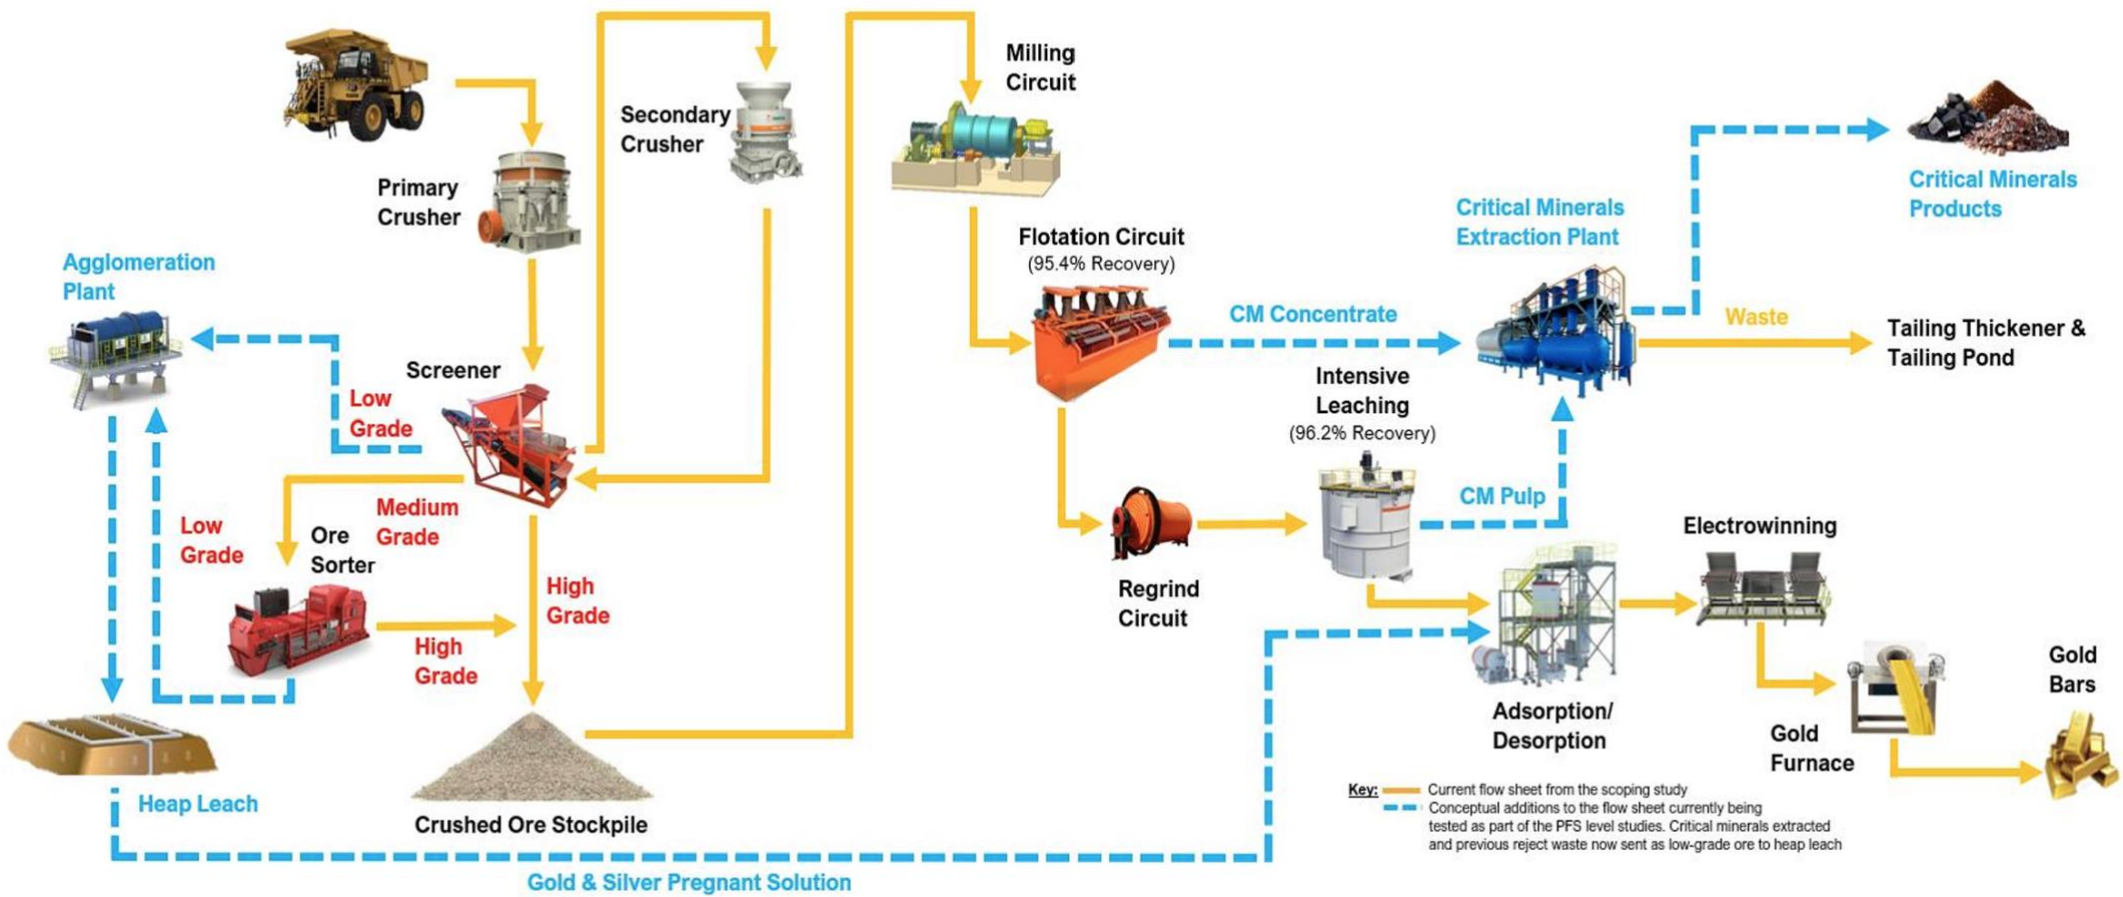 Milling
Circuit
Secondary
Crusher
Primary
Crusher
Critical Minerals
Products
Critical Minerals
Extraction Plant
Flotation Circuit
(95.4% Recovery)
Agglomeration
Plant
CM Concentrate
Waste
Tailing Thickener &
Tailing Pond
Screener
Intensive
Leaching
(96.2% Recovery)
Low
Grade
Medium
Grade
CM Pulp
Low
Grade
Ore
Sorter
Electrowinning
High
Grade
Regrind
Circuit
High
Grade
Gold
Bars
Adsorption/
Desorption
Gold
Furnace
Heap Leach
Crushed Ore Stockpile
Key: Current flow sheet from the scoping study
Conceptual additions to the flow sheet currently being
tested as part of the PFS level studies. Critical minerals extracted
and previous reject waste now sent as low-grade ore to heap leach
Gold & Silver Pregnant Solution